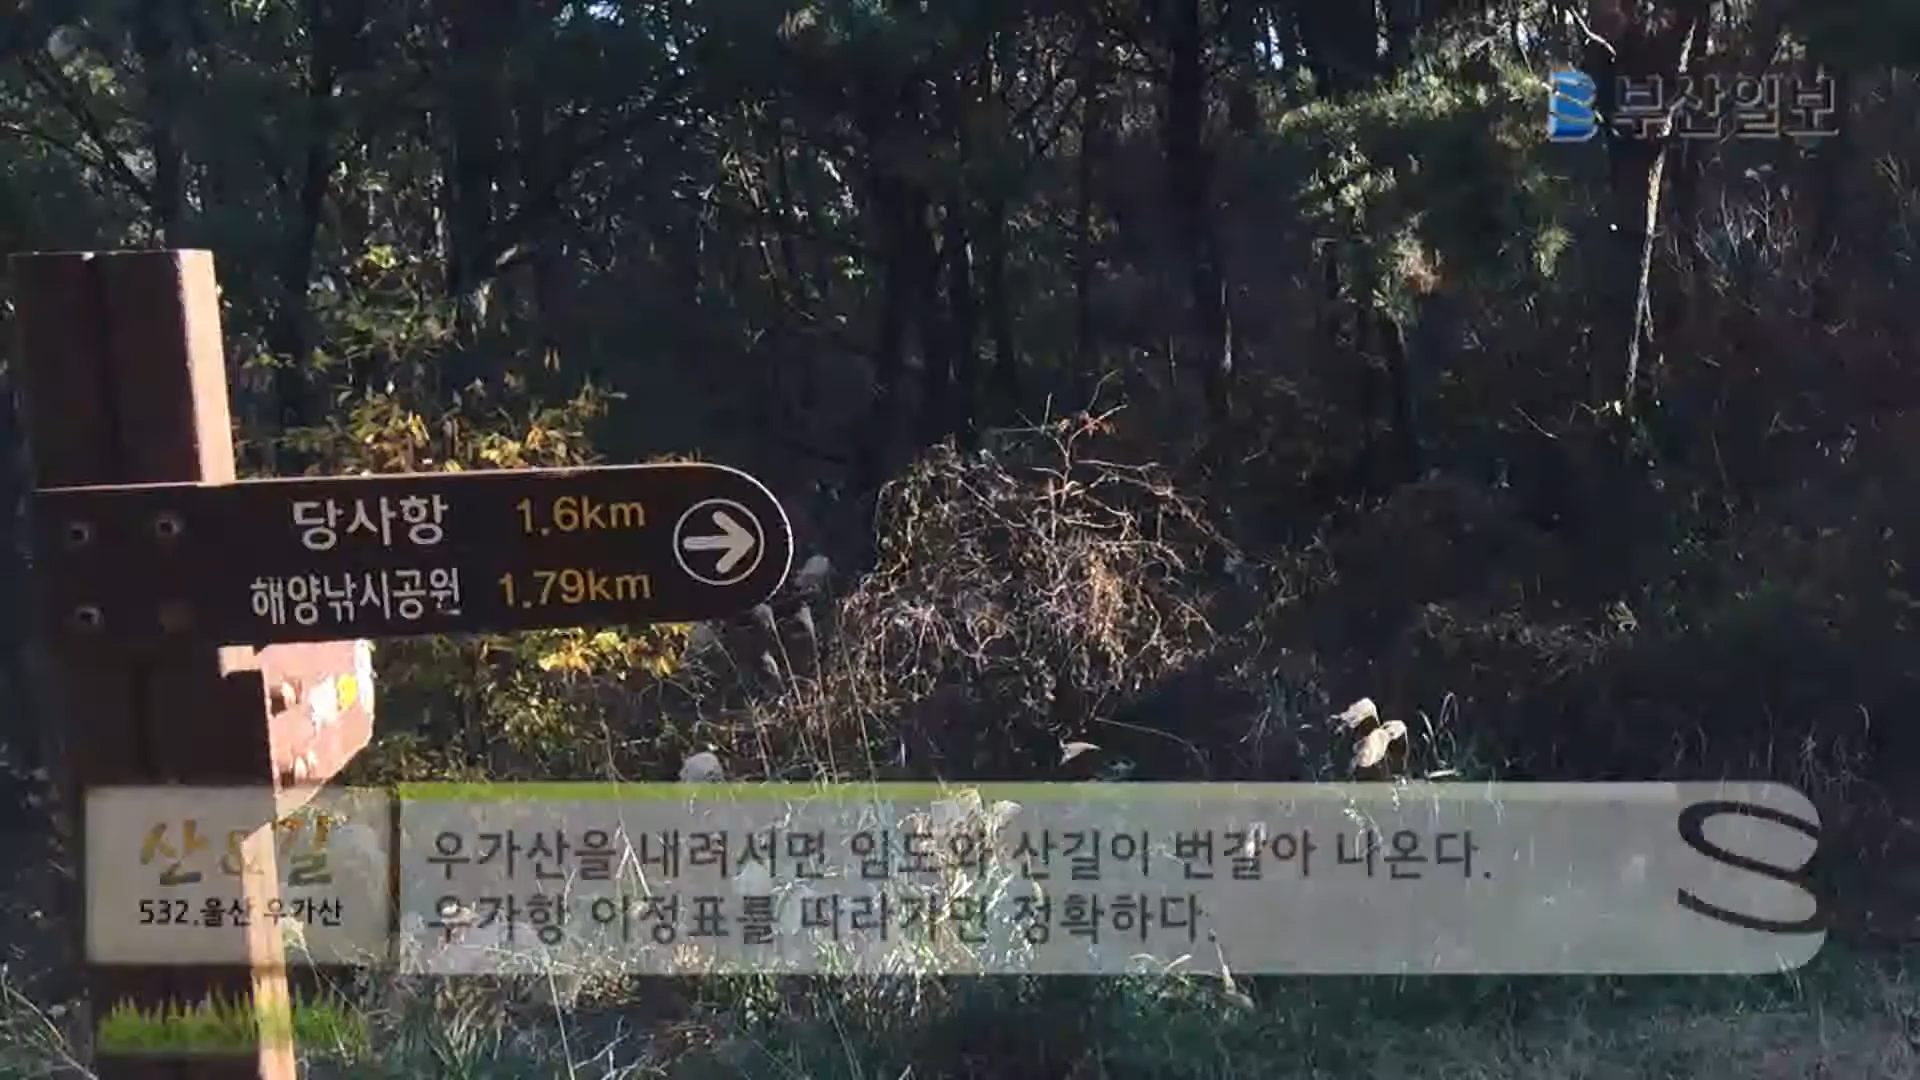 부산일보
당사항 1.6km
해양낚시공원 1.79km
산&길
532.울산 우가산
우가산을 내려서면 임도와 산길이 번갈아 나온다.
우가항 이정표를 따라가면 정확하다.